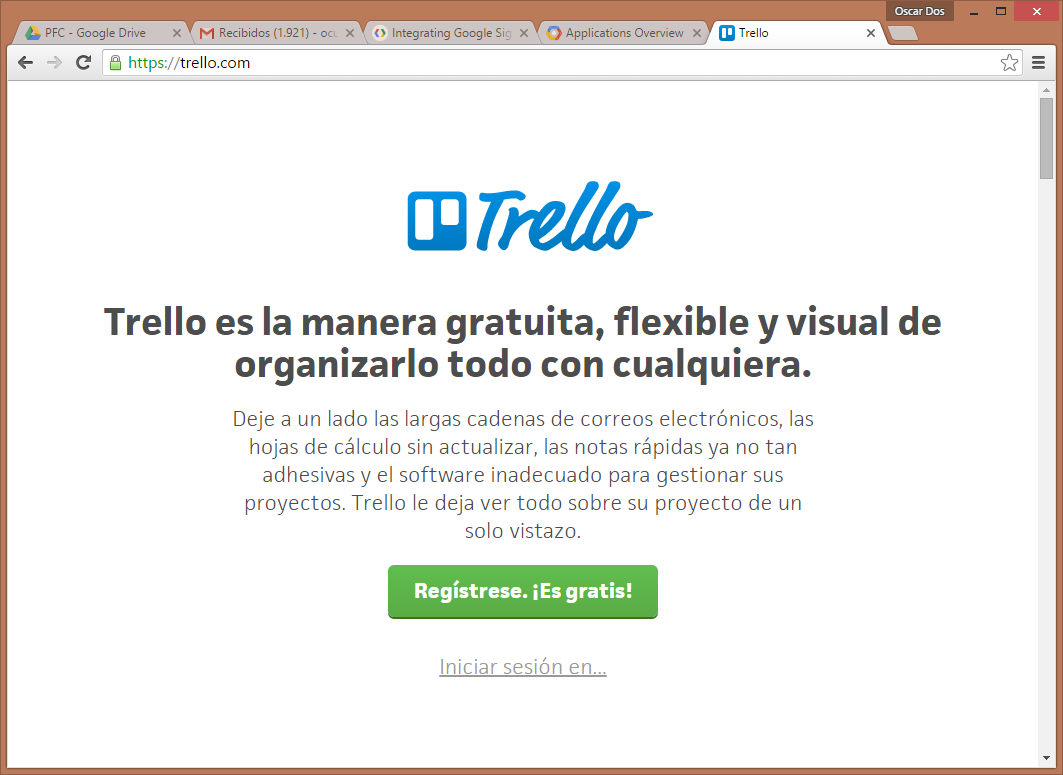 Oscar Dos
PFC - Google Drive
Recibidos (1.921) - ocu
Integrating Google Sig
Applications Overview
Trello
https://trello.com
Trello
Trello es la manera gratuita, flexible y visual de
organizarlo todo con cualquiera.
Deje a un lado las largas cadenas de correos electrónicos, las
hojas de cálculo sin actualizar, las notas rápidas ya no tan
adhesivas y el software inadecuado para gestionar sus
proyectos. Trello le deja ver todo sobre su proyecto de un
solo vistazo.
Regístrese. ¡Es gratis!
Iniciar sesión en...